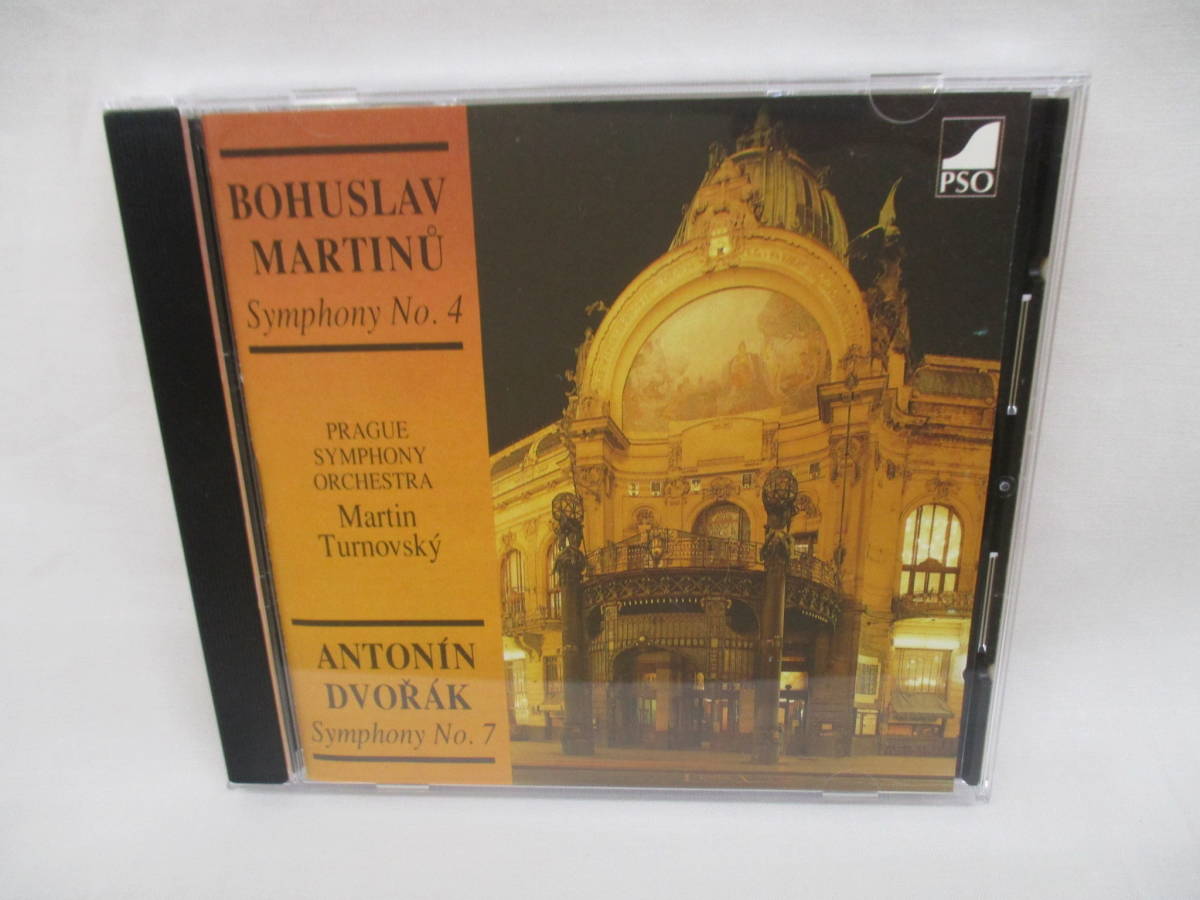 BOHUSLAV
MARTINŮ
Symphony No. 4
PRAGUE
SYMPHONY
ORCHESTRA
Martin
Turnovský
ANTONÍN
DVOŘÁK
Symphony No. 7
PSO